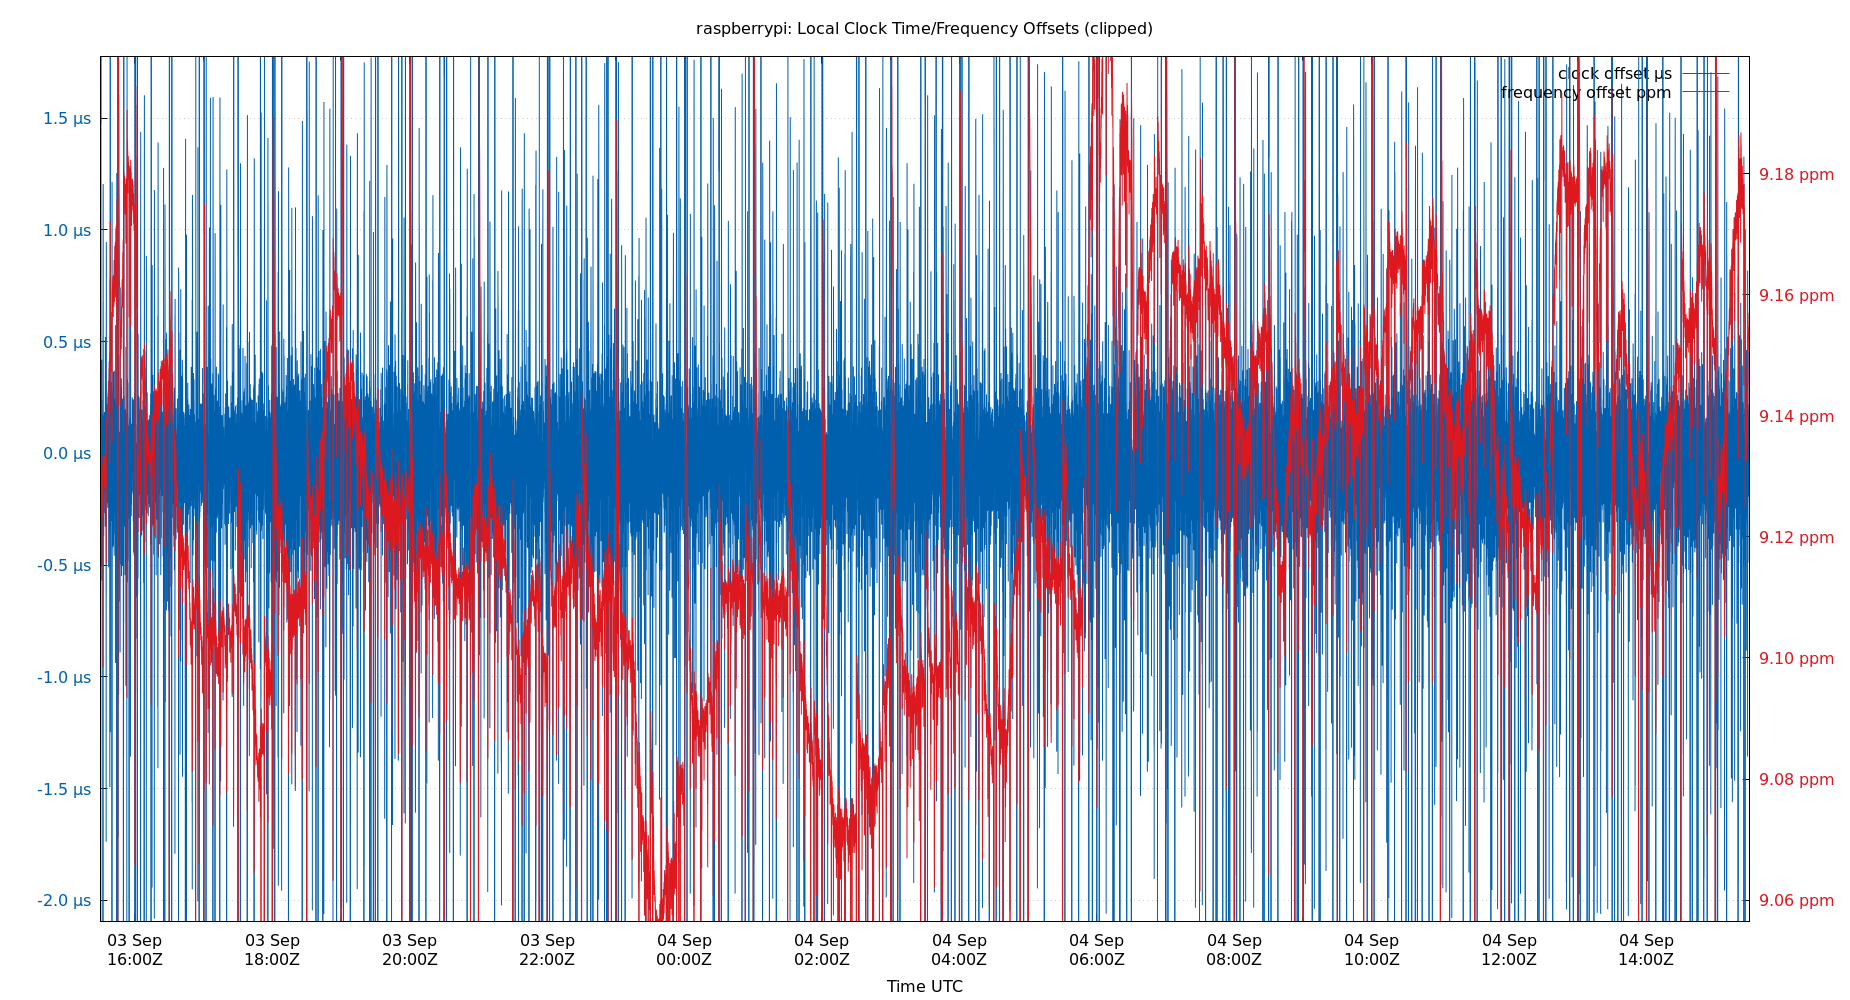 raspberrypi: Local Clock Time/Frequency Offsets (clipped)
clock offset µs
frequency offset ppm
1.5 µs
1.0 µs
0.5 µs
0.0 µs
-0.5 µs
-1.0 µs
-1.5 µs
-2.0 µs
9.18 ppm
9.16 ppm
9.14 ppm
9.12 ppm
9.10 ppm
9.08 ppm
9.06 ppm
03 Sep
16:00Z
03 Sep
18:00Z
03 Sep
20:00Z
03 Sep
22:00Z
04 Sep
00:00Z
04 Sep
02:00Z
04 Sep
04:00Z
04 Sep
06:00Z
04 Sep
08:00Z
04 Sep
10:00Z
04 Sep
12:00Z
04 Sep
14:00Z
Time UTC